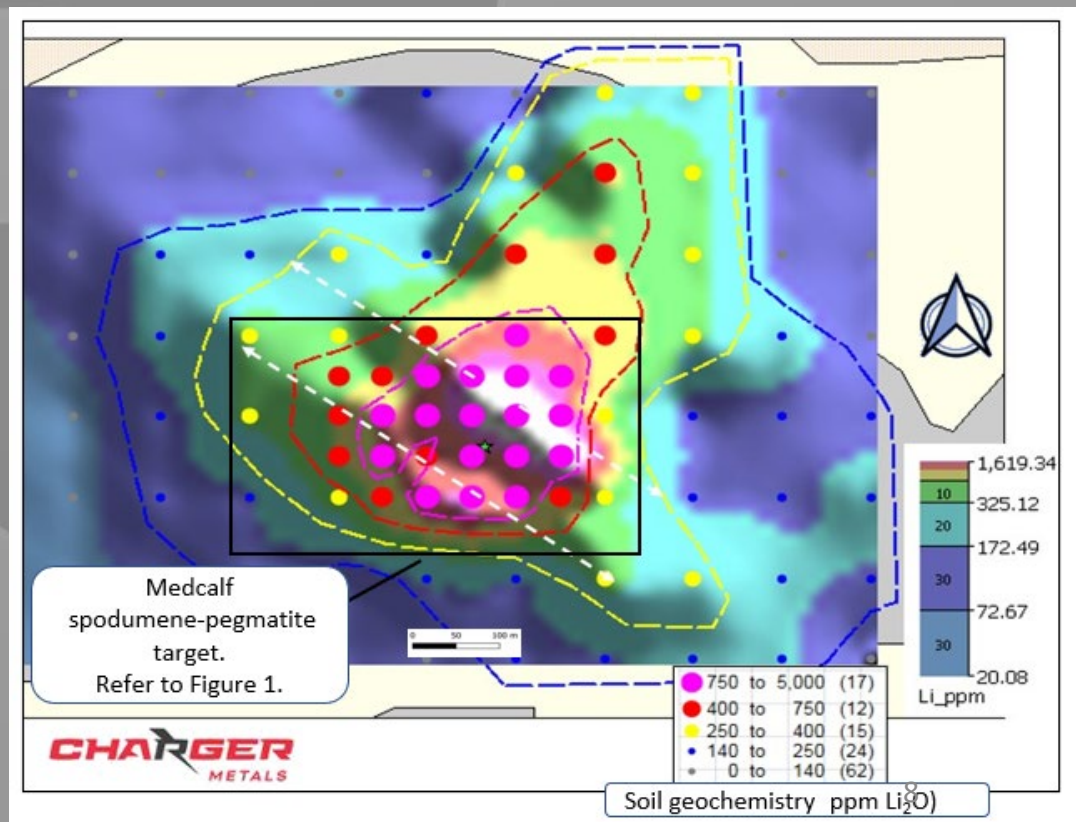 1,619.34
10
325.12
20
172.49
30
72.67
30
20.08
Li_ppm
Medcalf
spodumene-pegmatite
target.
Refer to Figure 1.
0 50 100 m
750 to 5,000 (17)
400 to 750 (12)
250 to 400 (15)
140 to 250 (24)
0 to 140 (62)
CHARGER
METALS
Soil geochemistry ppm Li₂O)